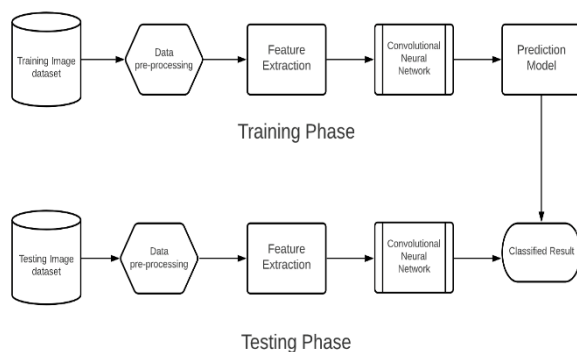 Training Image
dataset
Data
pre-processing
Feature
Extraction
Convolutional
Neural
Network
Prediction
Model
Training Phase
Testing Image
dataset
Data
pre-processing
Feature
Extraction
Convolutional
Neural
Network
Classified Result
Testing Phase